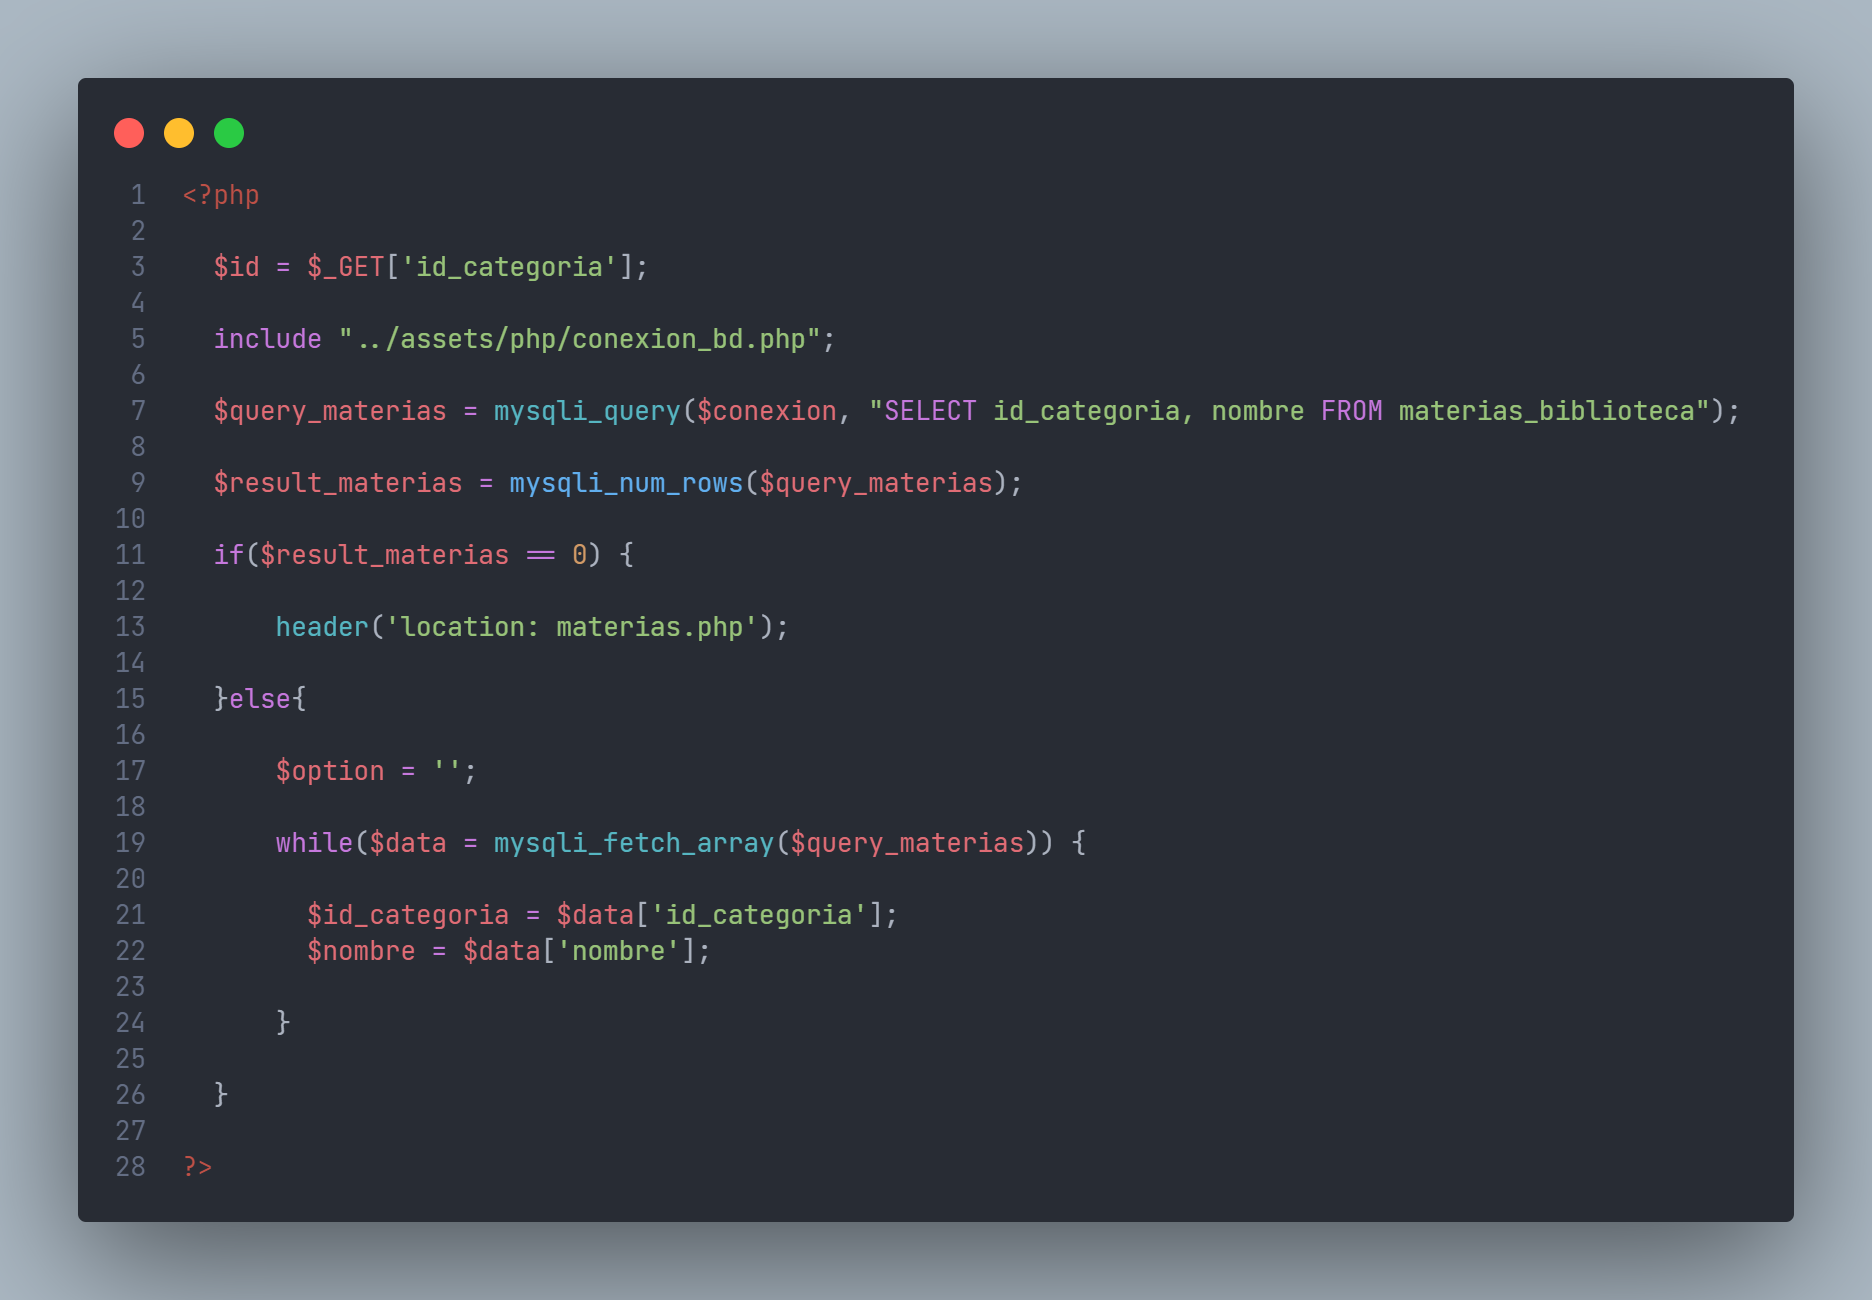 1 <?php
2
3 $id = $_GET['id_categoria'];
4
5 include "../assets/php/conexion_bd.php";
6
7 $query_materias = mysqli_query($conexion, "SELECT id_categoria, nombre FROM materias_biblioteca");
8
9 $result_materias = mysqli_num_rows($query_materias);
10
11 if($result_materias == 0) {
12
13 header('location: materias.php');
14
15 }else{
16
17 $option = '';
18
19 while($data = mysqli_fetch_array($query_materias)) {
20
21 $id_categoria = $data['id_categoria'];
22 $nombre = $data['nombre'];
23
24 }
25
26 }
27
28 ?>